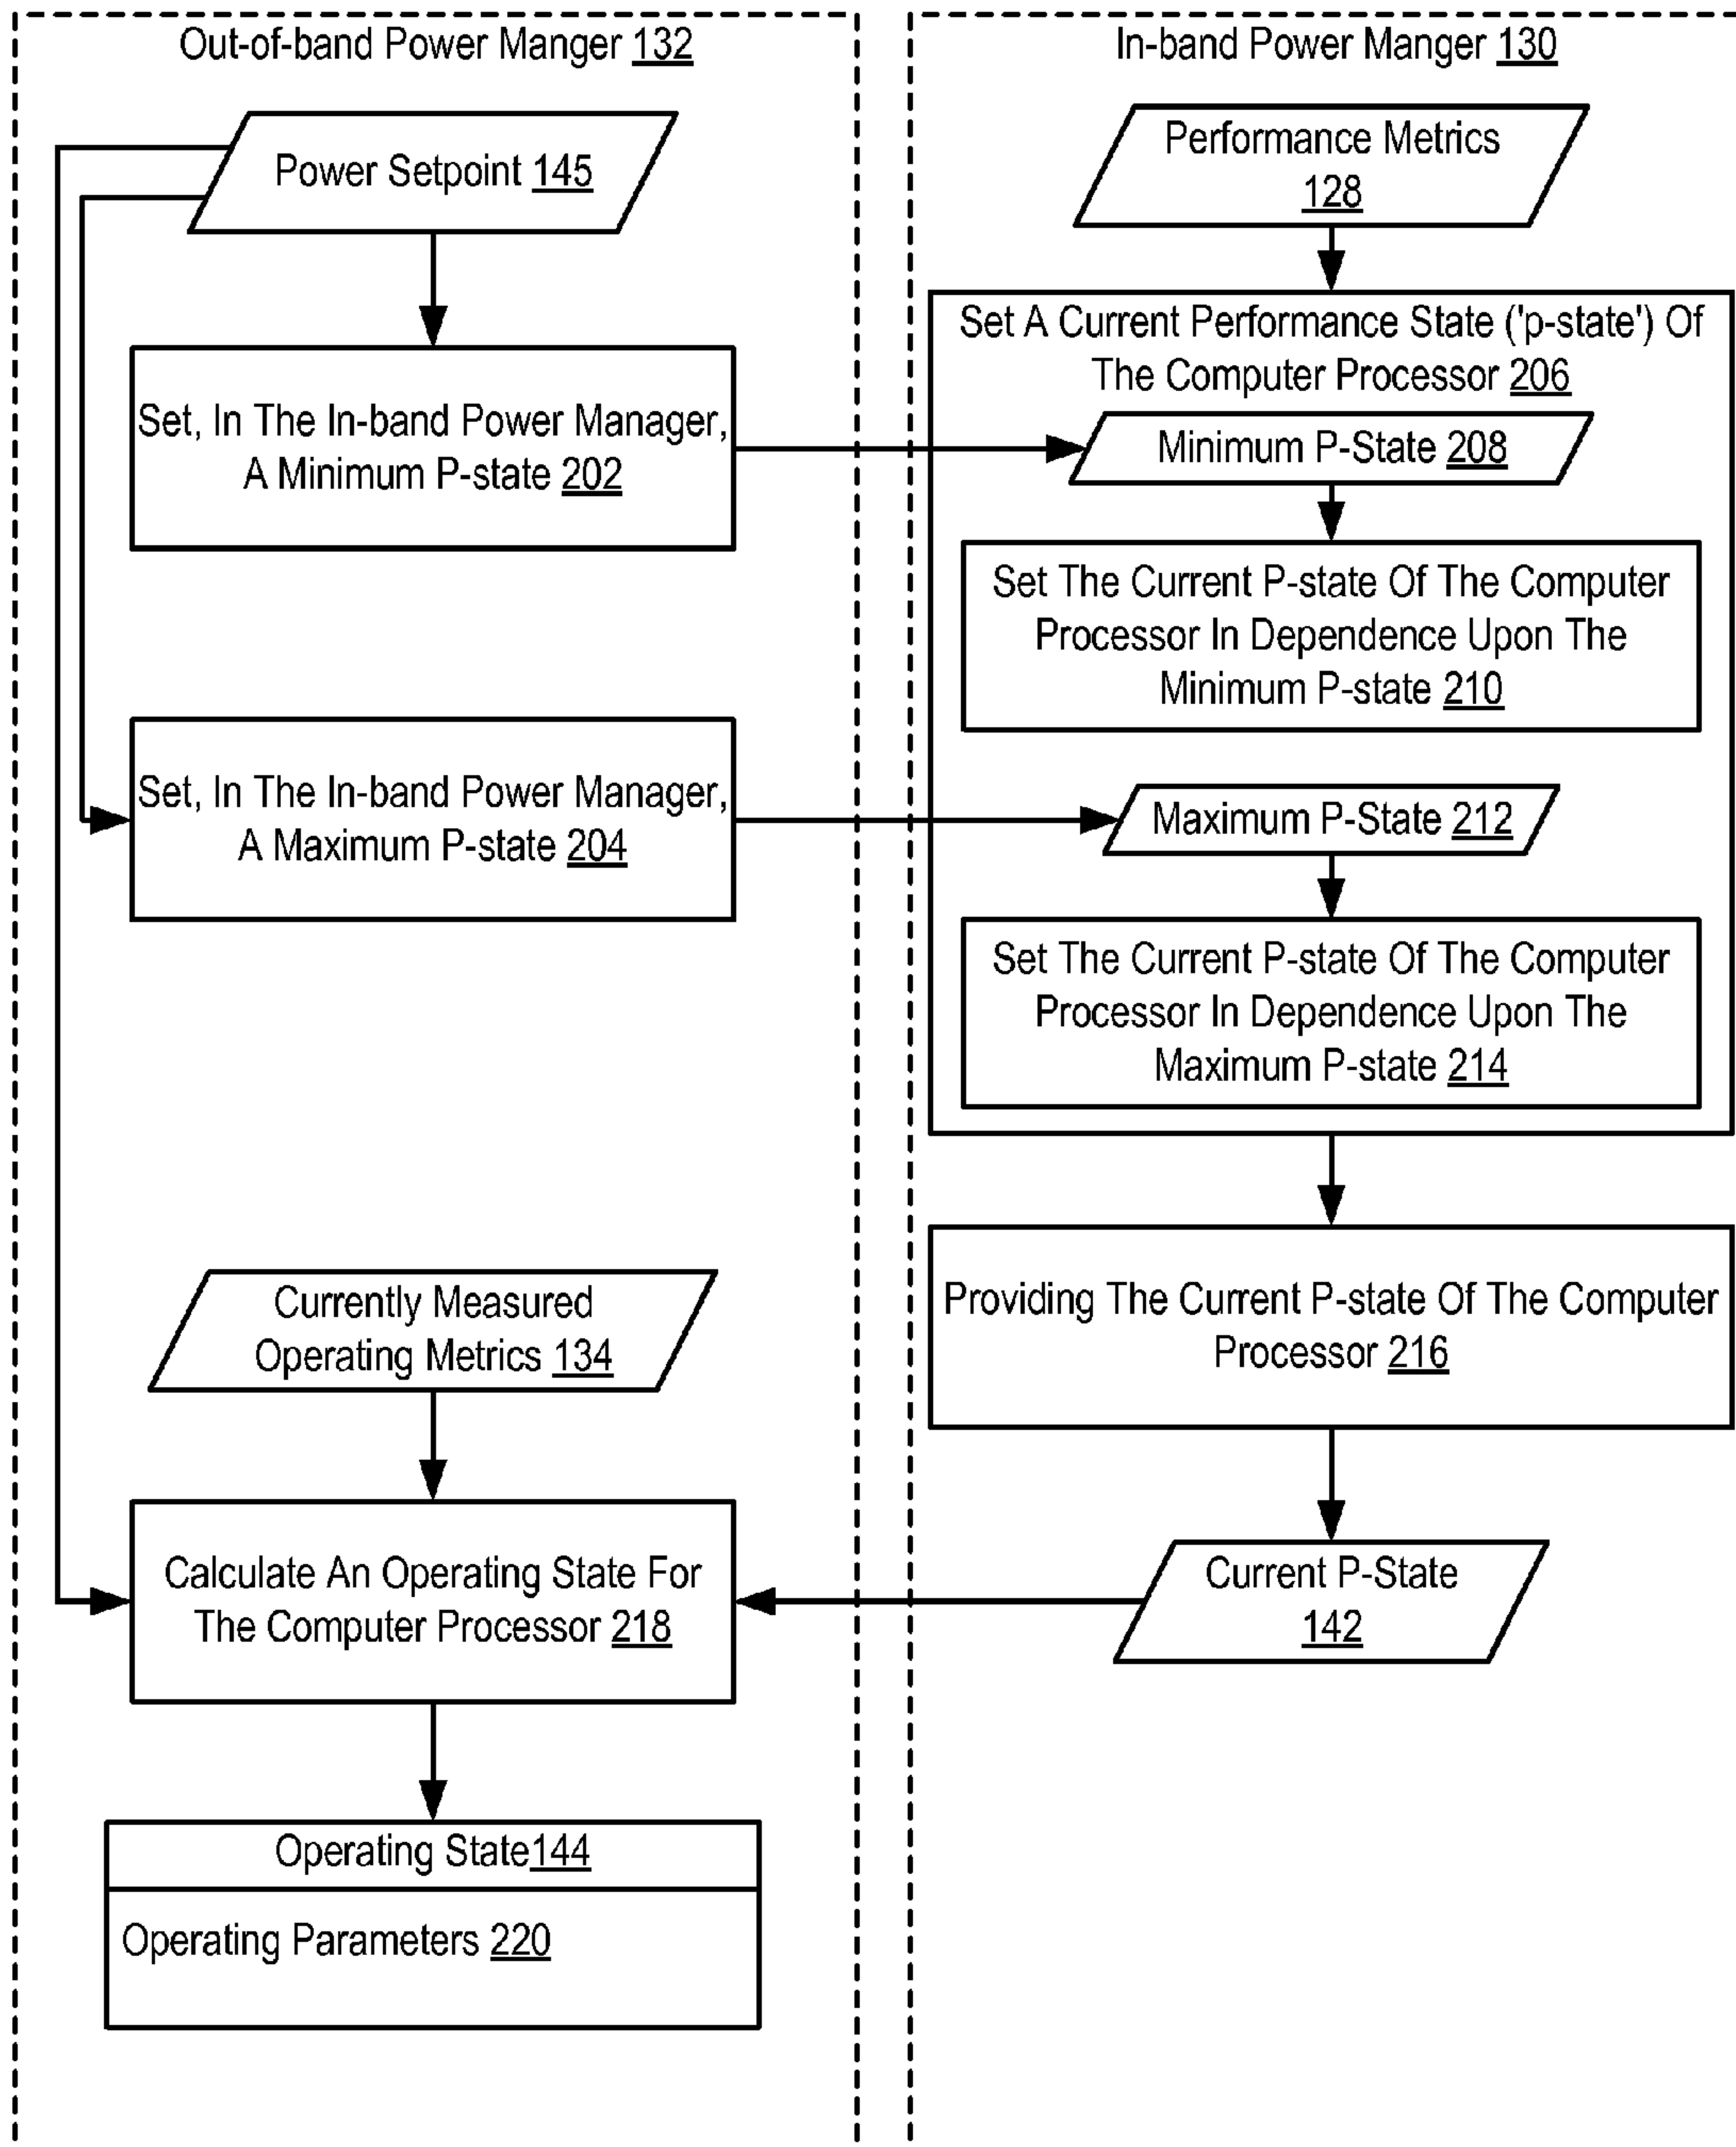 Out-of-band Power Manger 132
Power Setpoint 145
Set, In The In-band Power Manager,
A Minimum P-state 202
Set, In The In-band Power Manager,
A Maximum P-state 204
Currently Measured
Operating Metrics 134
Calculate An Operating State For
The Computer Processor 218
Operating State144
Operating Parameters 220
In-band Power Manger 130
Performance Metrics
128
Set A Current Performance State ('p-state') Of
The Computer Processor 206
Minimum P-State 208
Set The Current P-state Of The Computer
Processor In Dependence Upon The
Minimum P-state 210
Maximum P-State 212
Set The Current P-state Of The Computer
Processor In Dependence Upon The
Maximum P-state 214
Providing The Current P-state Of The Computer
Processor 216
Current P-State
142